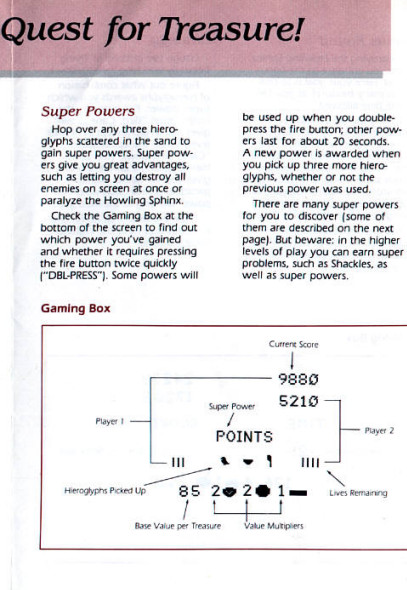 Quest for Treasure!
Super Powers
Hop over any three hiero-
glyphs scattered in the sand to
gain super powers. Super pow-
ers give you great advantages,
such as letting you destroy all
enemies on screen at once or
paralyze the Howling Sphinx.
Check the Gaming Box at the
bottom of the screen to find out
which power you've gained
and whether it requires pressing
the fire button twice quickly
("DBL-PRESS"). Some powers will
be used up when you double-
press the fire button; other pow-
ers last for about 20 seconds.
A new power is awarded when
you pick up three more hiero-
glyphs, whether or not the
previous power was used.
There are many super powers
for you to discover (some of
them are described on the next
page). But beware: in the higher
levels of play you can earn super
problems, such as Shackles, as
well as super powers.
Gaming Box
Current Score
9880
5210
Super Power
Player 1
Player 2
POINTS
Hieroglyphs Picked Up
Lives Remaining
85 2 2 1
Base Value per Treasure
Value Multipliers